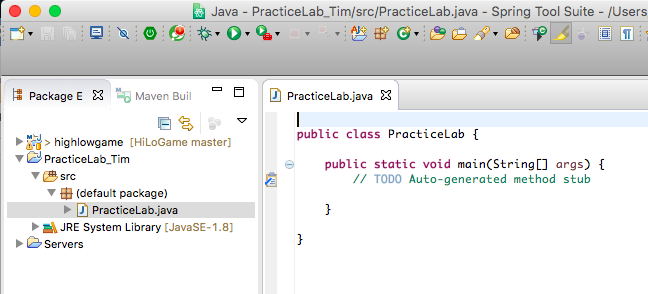 Java - PracticeLab_Tim/src/PracticeLab.java - Spring Tool Suite - /Users
Package E
Maven Buil
> highlowgame [HiLoGame master]
PracticeLab_Tim
src
(default package)
PracticeLab.java
JRE System Library [JavaSE-1.8]
Servers
PracticeLab.java
public class PracticeLab {
public static void main(String[] args) {
// TODO Auto-generated method stub
}
}